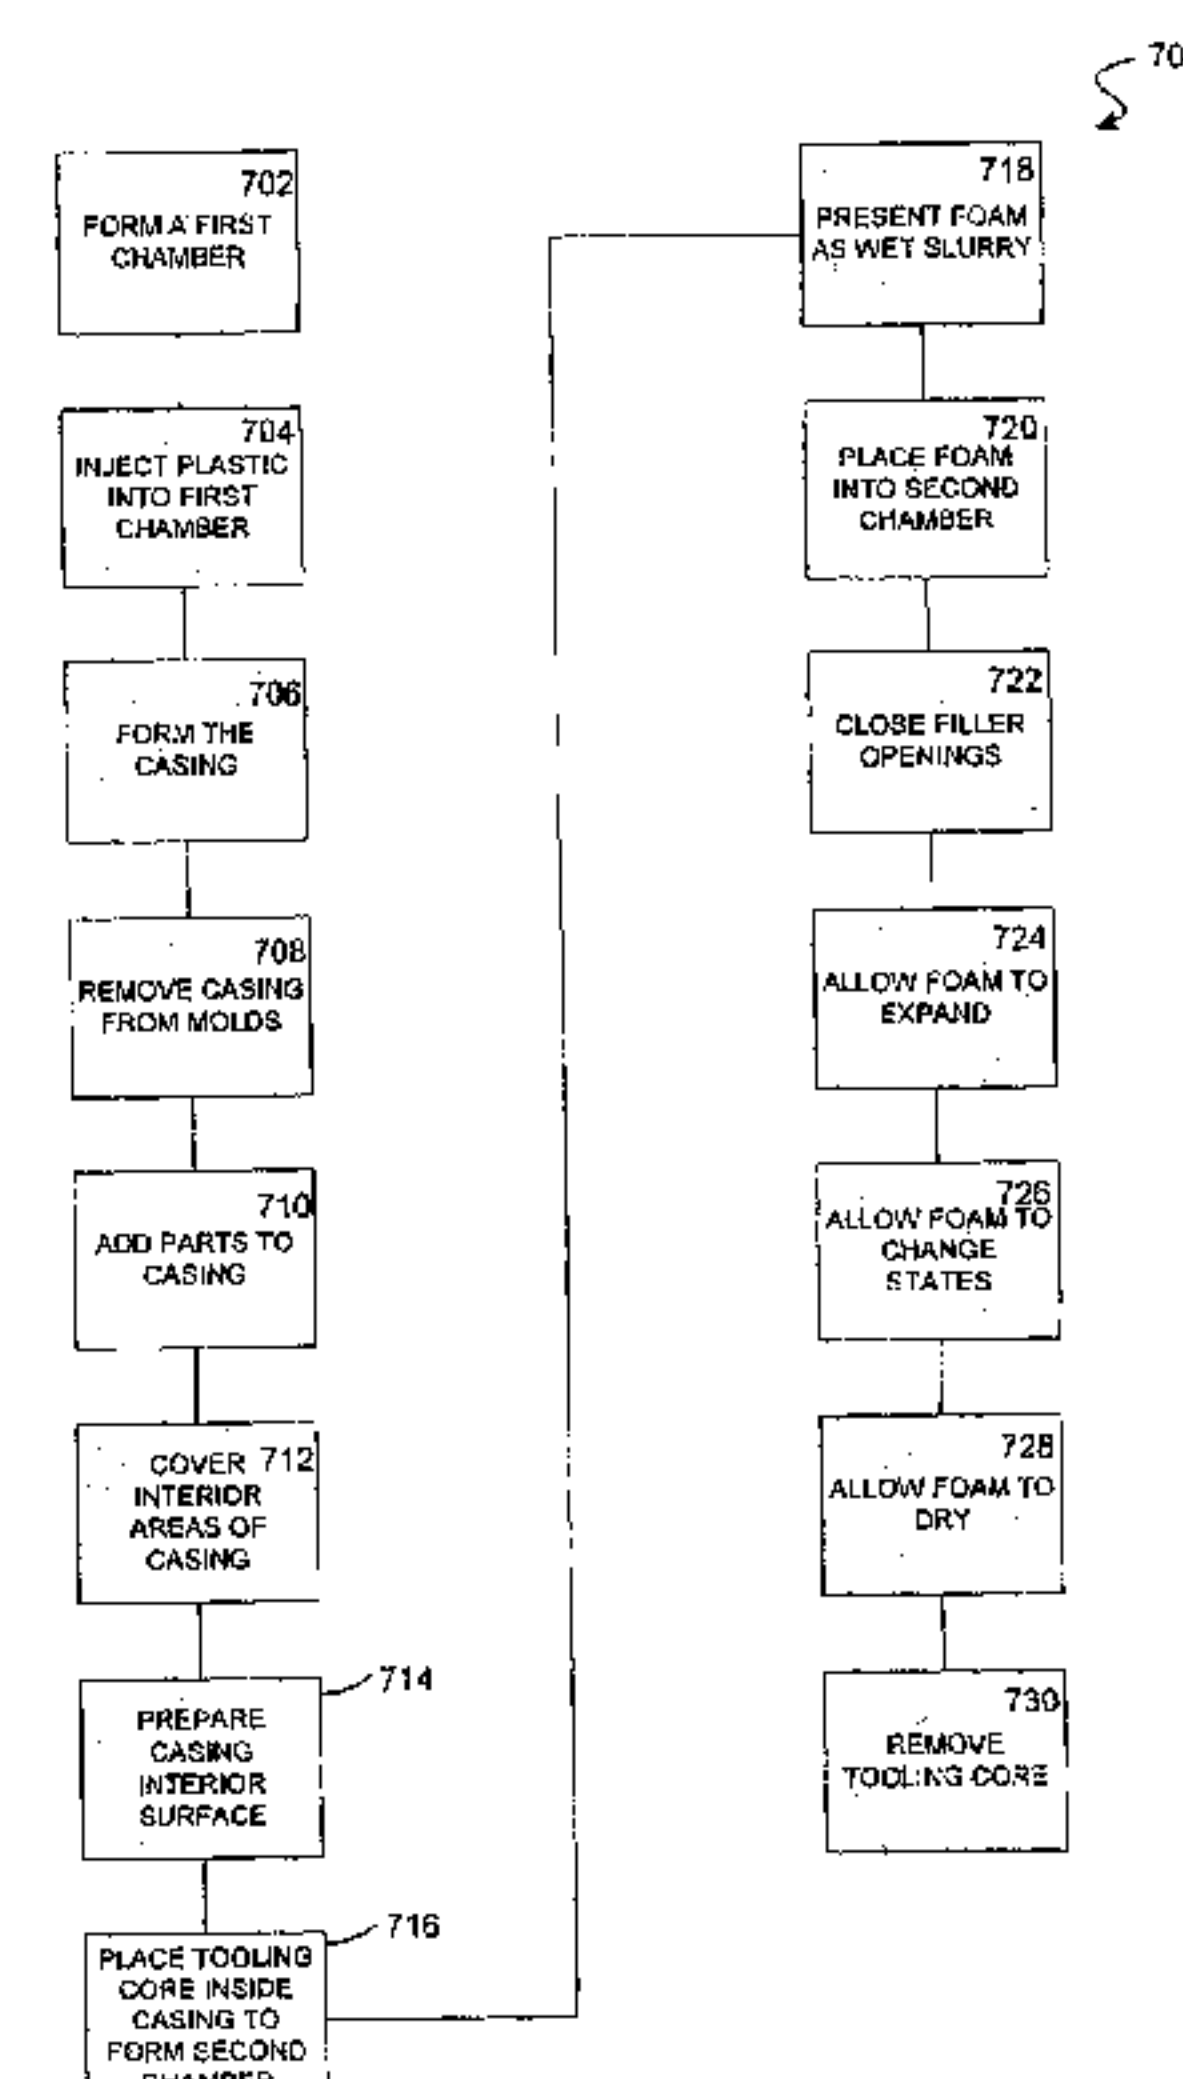 70
702
FORM A FIRST
CHAMBER
704
INJECT PLASTIC
INTO FIRST
CHAMBER
706
FORM THE
CASING
708
REMOVE CASING
FROM MOLDS
710
ADD PARTS TO
CASING
COVER 712
INTERIOR
AREAS OF
CASING
714
PREPARE
CASING
INTERIOR
SURFACE
716
PLACE TOOLING
CORE INSIDE
CASING TO
FORM SECOND
CHAMBER
718
PRESENT FOAM
AS WET SLURRY
720
PLACE FOAM
INTO SECOND
CHAMBER
722
CLOSE FILLER
OPENINGS
724
ALLOW FOAM TO
EXPAND
726
ALLOW FOAM TO
CHANGE
STATES
728
ALLOW FOAM TO
DRY
730
REMOVE
TOOLING CORE